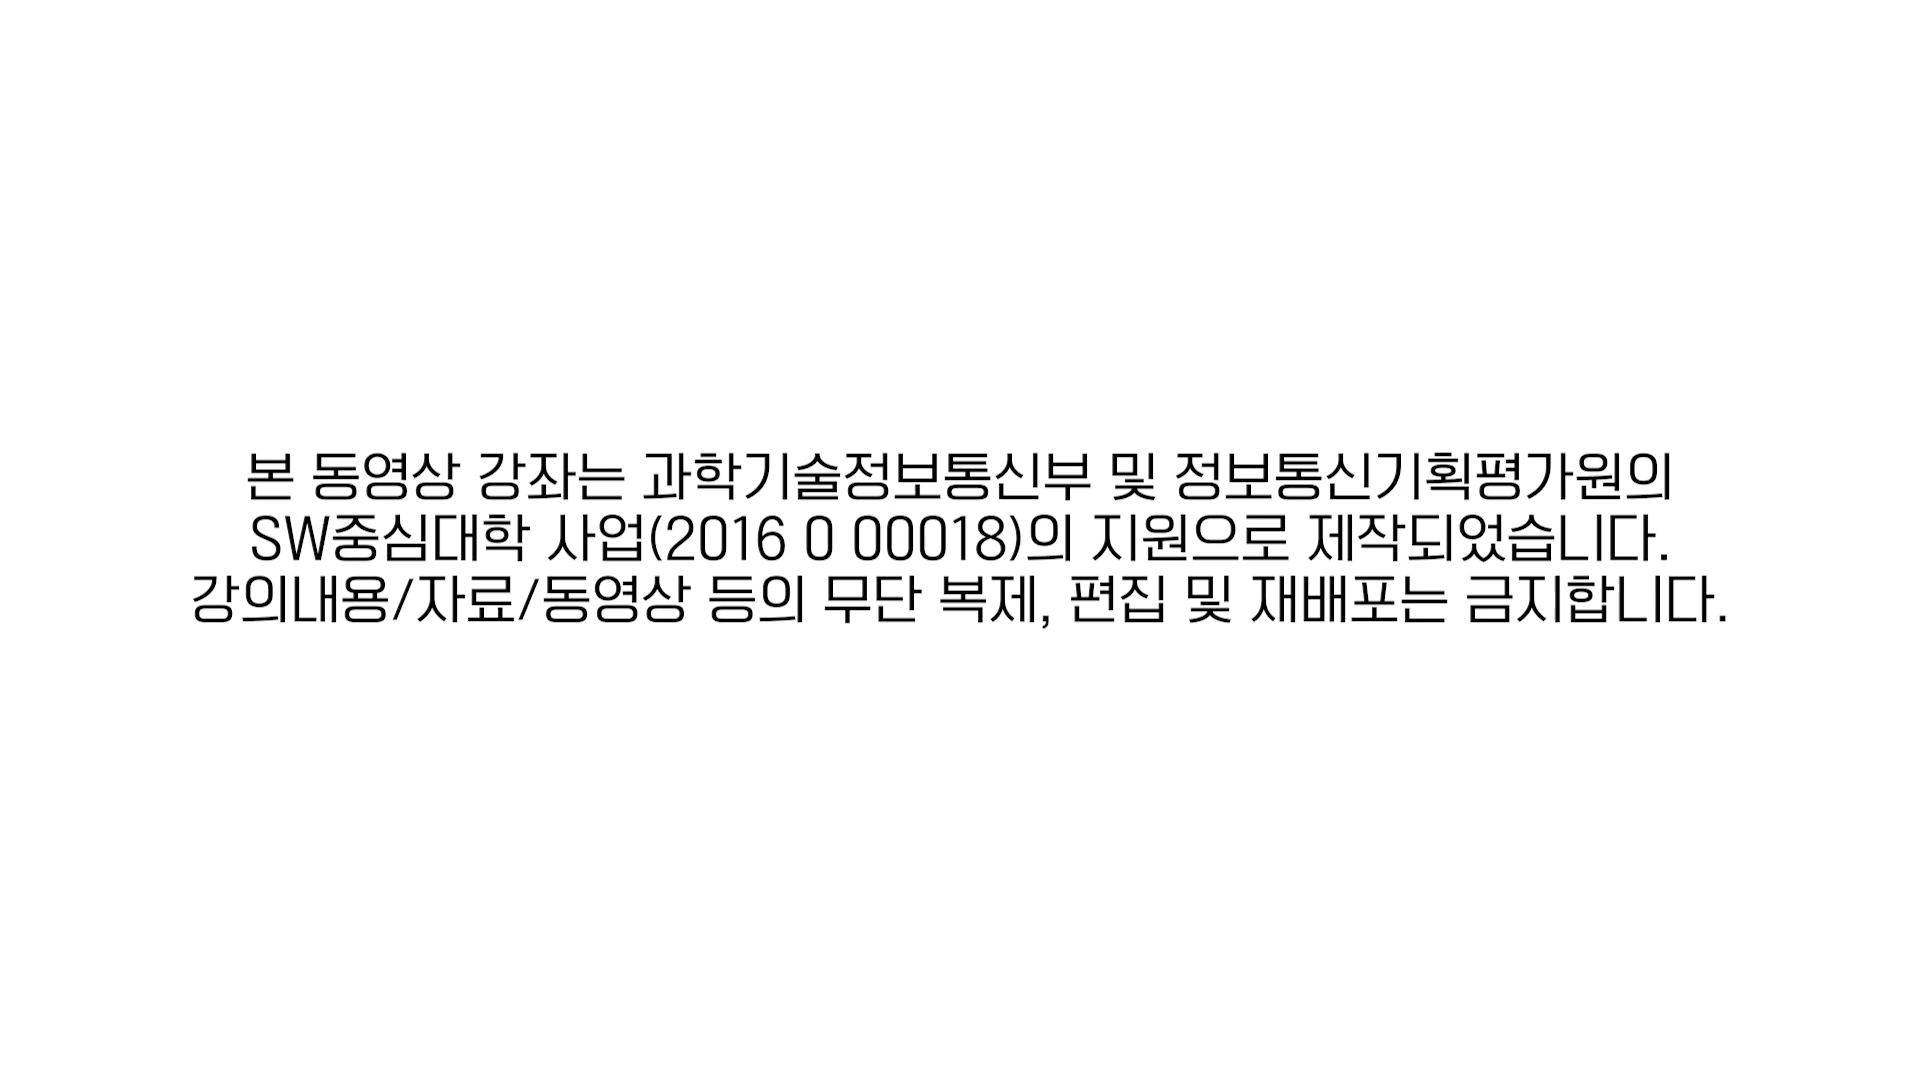 본 동영상 강좌는 과학기술정보통신부 및 정보통신기획평가원의
SW중심대학 사업(2016 0 00018)의 지원으로 제작되었습니다.
강의내용/자료/동영상 등의 무단 복제, 편집 및 재배포는 금지합니다.